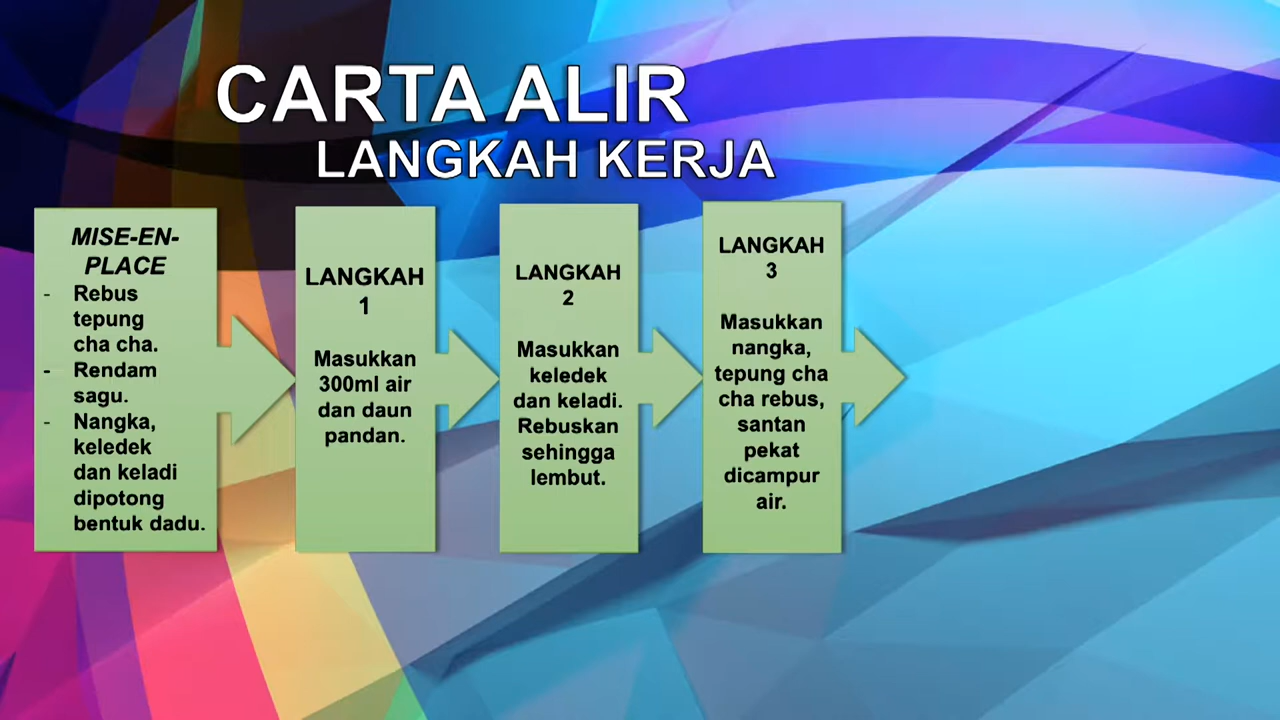 CARTA ALIR
LANGKAH KERJA
MISE-EN-
PLACE
- Rebus
tepung
cha cha.
- Rendam
sagu.
- Nangka,
keledek
dan keladi
dipotong
bentuk dadu.
LANGKAH
1
Masukkan
300ml air
dan daun
pandan.
LANGKAH
2
Masukkan
keledek
dan keladi.
Rebuskan
sehingga
lembut.
LANGKAH
3
Masukkan
nangka,
tepung cha
cha rebus,
santan
pekat
dicampur
air.